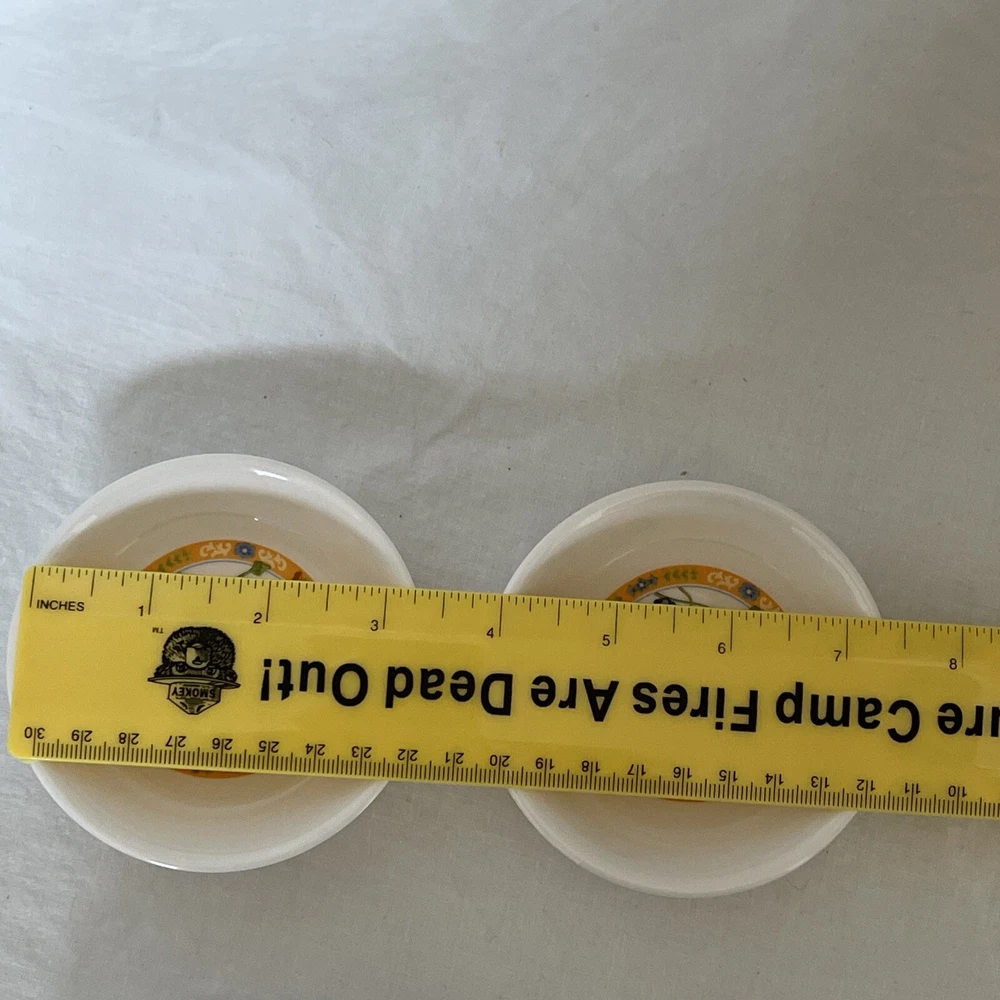 INCHES 1 2 3 4 5 6 7 8
TM
SMOKEY
ure Camp Fires Are Dead Out!
30 29 28 27 26 25 24 23 22 21 20 19 18 17 16 15 14 13 12 11 10